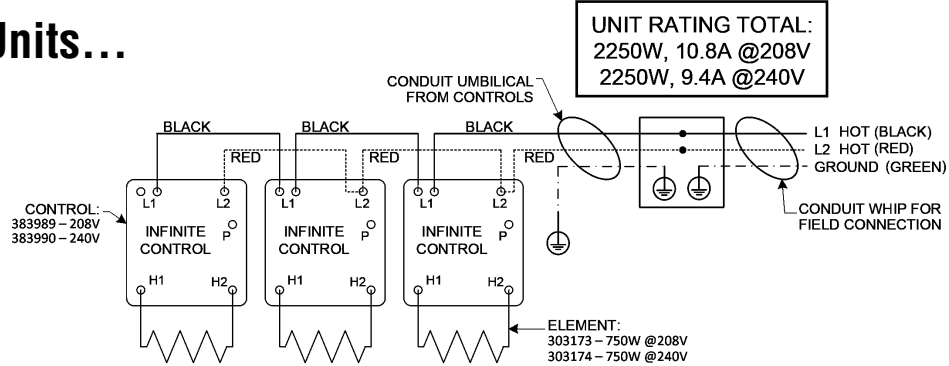 Units...
UNIT RATING TOTAL:
2250W, 10.8A @208V
2250W, 9.4A @240V
CONDUIT UMBILICAL
FROM CONTROLS
BLACK
BLACK
BLACK
L1 HOT (BLACK)
L2 HOT (RED)
GROUND (GREEN)
RED
RED
RED
CONTROL:
383989 – 208V
383990 – 240V
L1
L2
P
INFINITE
CONTROL
H1
H2
L1
L2
P
INFINITE
CONTROL
H1
H2
L1
L2
P
INFINITE
CONTROL
H1
H2
CONDUIT WHIP FOR
FIELD CONNECTION
ELEMENT:
303173 – 750W @208V
303174 – 750W @240V